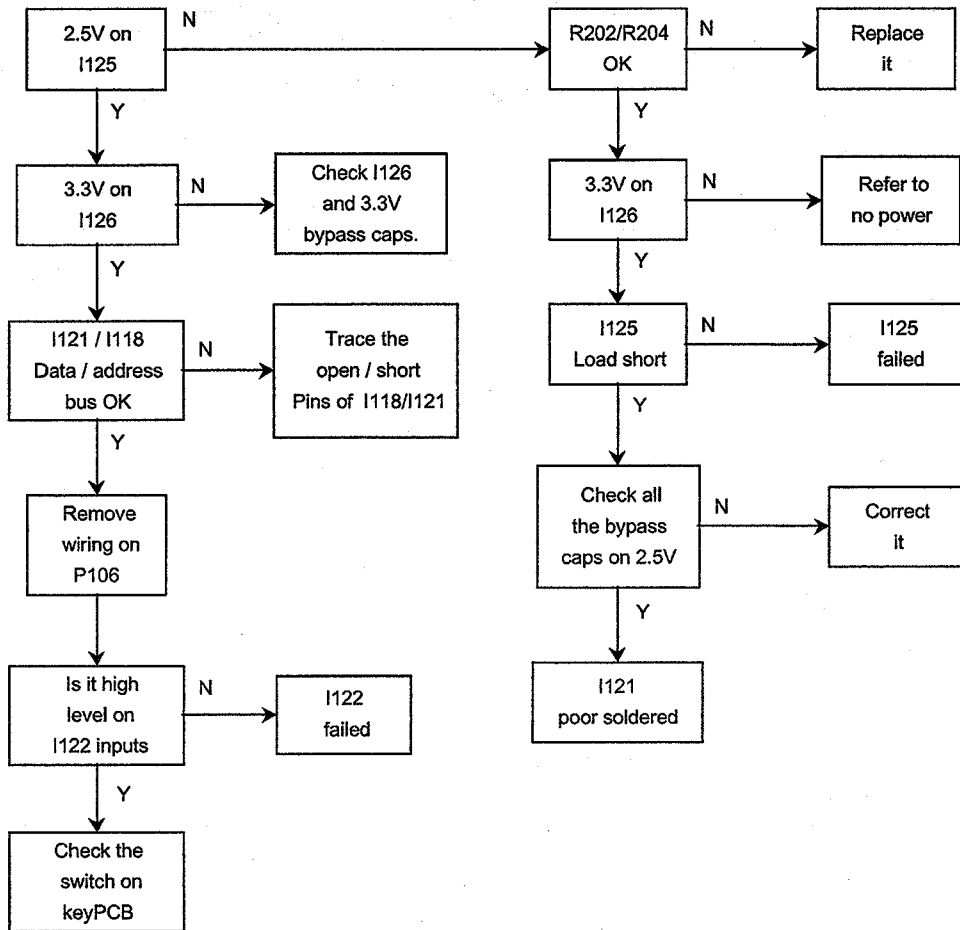 2.5V on
I125
N
R202/R204
OK
N
Replace
it
Y
Y
3.3V on
I126
N
Check I126
and 3.3V
bypass caps.
3.3V on
I126
N
Refer to
no power
Y
Y
I121 / I118
Data / address
bus OK
N
Trace the
open / short
Pins of I118/I121
I125
Load short
N
I125
failed
Y
Y
Remove
wiring on
P106
Check all
the bypass
caps on 2.5V
N
Correct
it
Y
Is it high
level on
I122 inputs
N
I122
failed
I121
poor soldered
Y
Check the
switch on
keyPCB